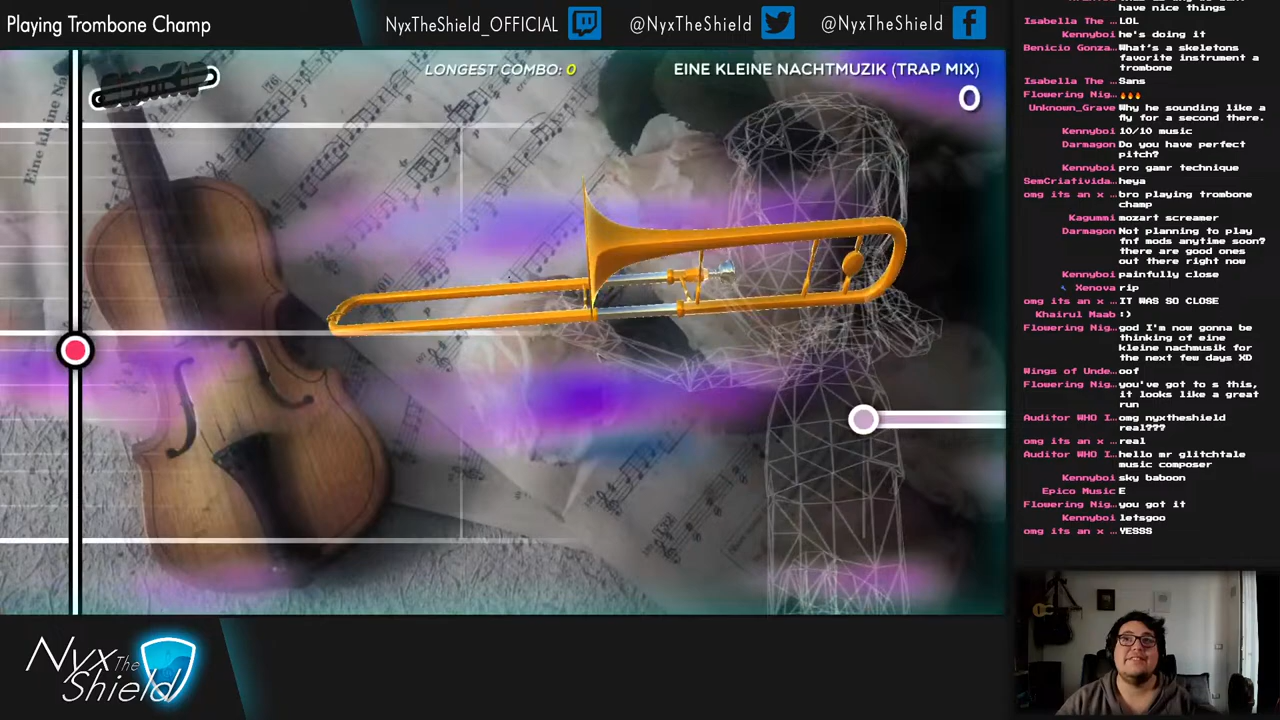 Playing Trombone Champ
NyxTheShield_OFFICIAL
@NyxTheShield
@NyxTheShield
LONGEST COMBO: 0
EINE KLEINE NACHTMUZIK (TRAP MIX)
0
Eine kleine Na
have nice things
Isabella The … LOL
Kennyboi he's doing it
Benicio Gonza… What's a skeletons
favorite instrument a
trombone
Isabella The … Sans
Flowering Nig… 🔥🔥🔥
Unknown_Grave Why he sounding like a
fly for a second there.
Kennyboi 10/10 music
Darmagon Do you have perfect
pitch?
Kennyboi pro gamr technique
SemCriativida… heya
omg its an x … bro playing trombone
champ
Kagummi mozart screamer
Darmagon Not planning to play
fnf mods anytime soon?
there are good ones
out there right now
Kennyboi painfully close
Xenova rip
omg its an x … IT WAS SO CLOSE
Khairul Maab :)
Flowering Nig… god I'm now gonna be
thinking of eine
kleine nachmusik for
the next few days XD
Wings of Unde… oof
Flowering Nig… you've got to s this,
it looks like a great
run
Auditor WHO I… omg nyxtheshield
real???
omg its an x … real
Auditor WHO I… hello mr glitchtale
music composer
Kennyboi sky baboon
Epico Music E
Flowering Nig… you got it
Kennyboi letsgoo
omg its an x … YESSS
Nyx The
Shield